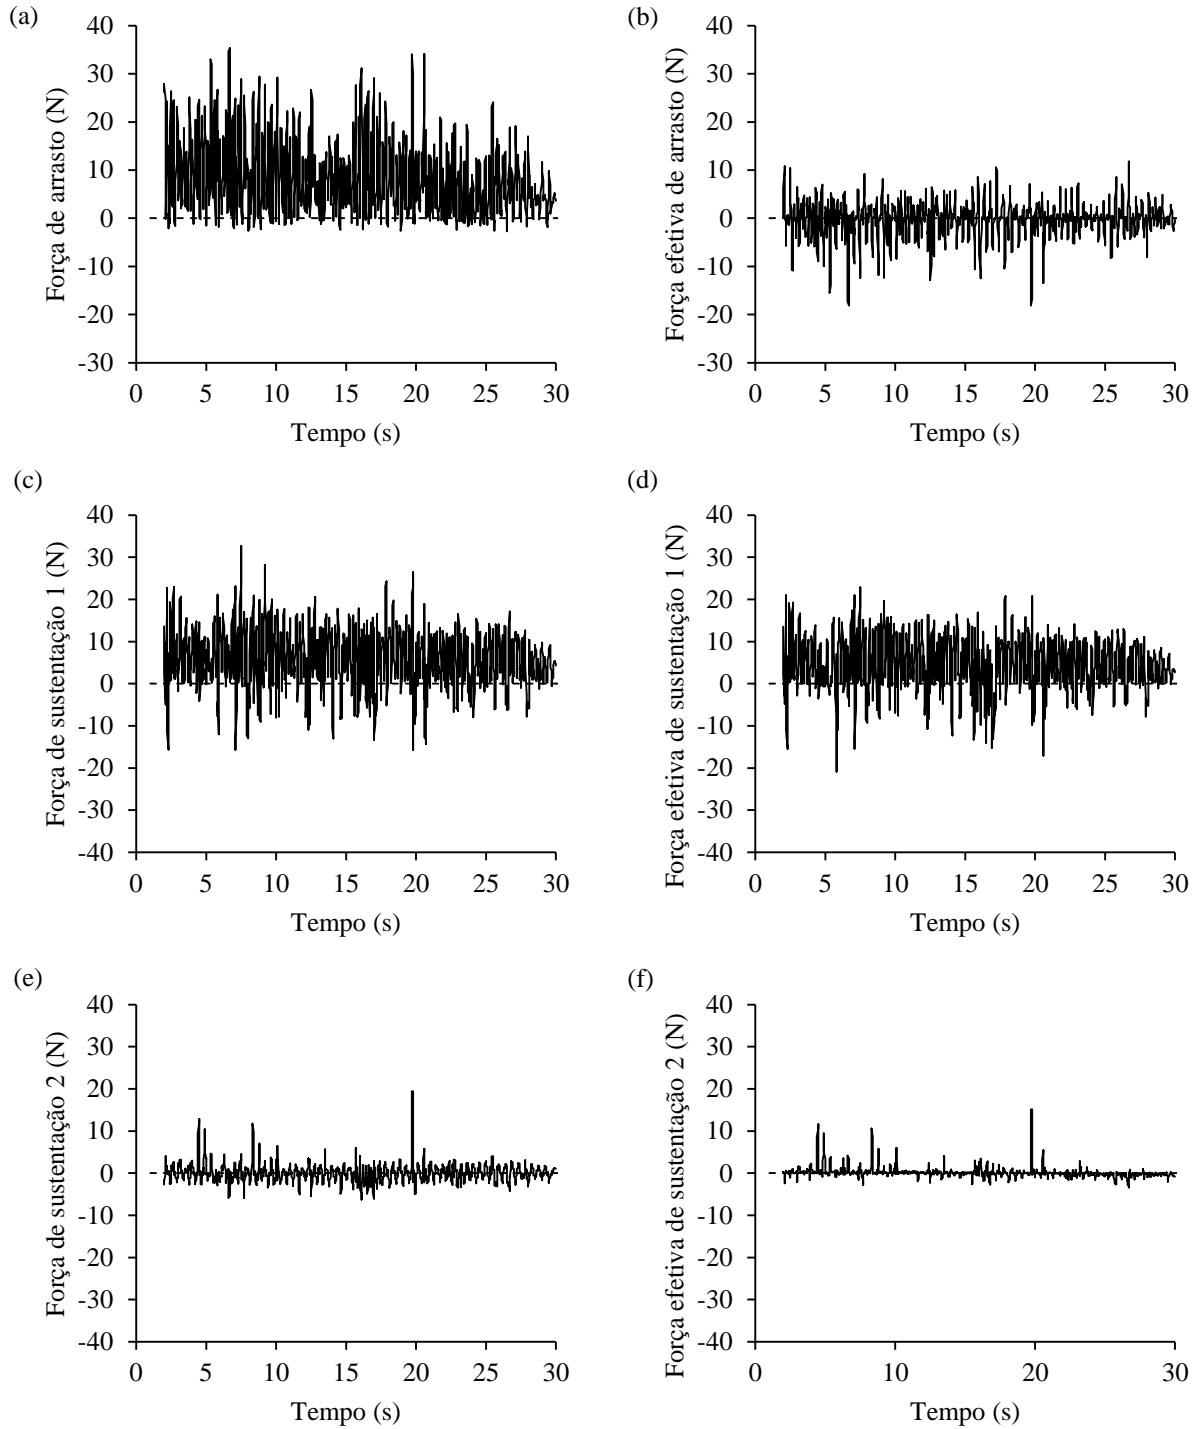 (a)
Força de arrasto (N)
40
30
20
10
0
-10
-20
-30
0 5 10 15 20 25 30
Tempo (s)
(b)
Força efetiva de arrasto (N)
40
30
20
10
0
-10
-20
-30
0 5 10 15 20 25 30
Tempo (s)
(c)
Força de sustentação 1 (N)
40
30
20
10
0
-10
-20
-30
-40
0 5 10 15 20 25 30
Tempo (s)
(d)
Força efetiva de sustentação 1 (N)
40
30
20
10
0
-10
-20
-30
-40
0 5 10 15 20 25 30
Tempo (s)
(e)
Força de sustentação 2 (N)
40
30
20
10
0
-10
-20
-30
-40
0 5 10 15 20 25 30
Tempo (s)
(f)
Força efetiva de sustentação 2 (N)
40
30
20
10
0
-10
-20
-30
-40
0 10 20 30
Tempo (s)